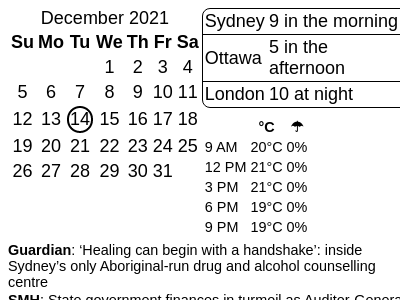 December 2021
Su Mo Tu We Th Fr Sa
1 2 3 4
5 6 7 8 9 10 11
12 13 14 15 16 17 18
19 20 21 22 23 24 25
26 27 28 29 30 31
Sydney 9 in the morning
Ottawa 5 in the
afternoon
London 10 at night
°C ☂
9 AM 20°C 0%
12 PM 21°C 0%
3 PM 21°C 0%
6 PM 19°C 0%
9 PM 19°C 0%
Guardian: ‘Healing can begin with a handshake’: inside
Sydney’s only Aboriginal-run drug and alcohol counselling
centre
SMH: State government finances in turmoil as Auditor-Genera